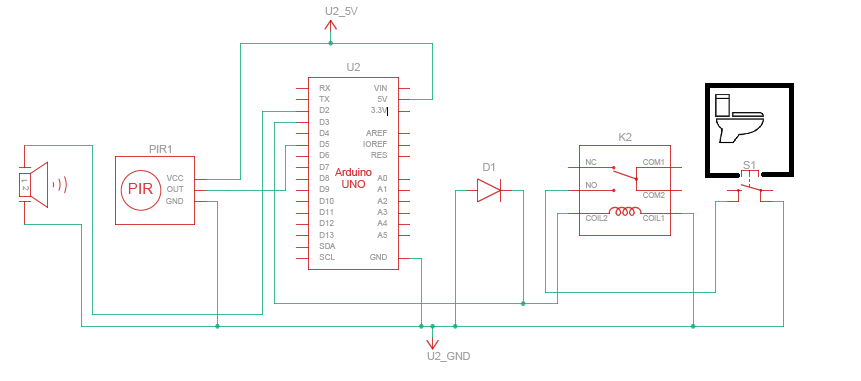 U2_5V
U2
RX
VIN
TX
5V
D2
3.3V
D3
D4
AREF
D5
IOREF
D6
RES
D7
D8
A0
D9
A1
D10
A2
D11
A3
D12
A4
D13
A5
SDA
SCL
GND
Arduino
UNO
PIR1
VCC
OUT
GND
PIR
L2
D1
K2
NC
COM1
NO
COM2
COIL2
COIL1
S1
U2_GND